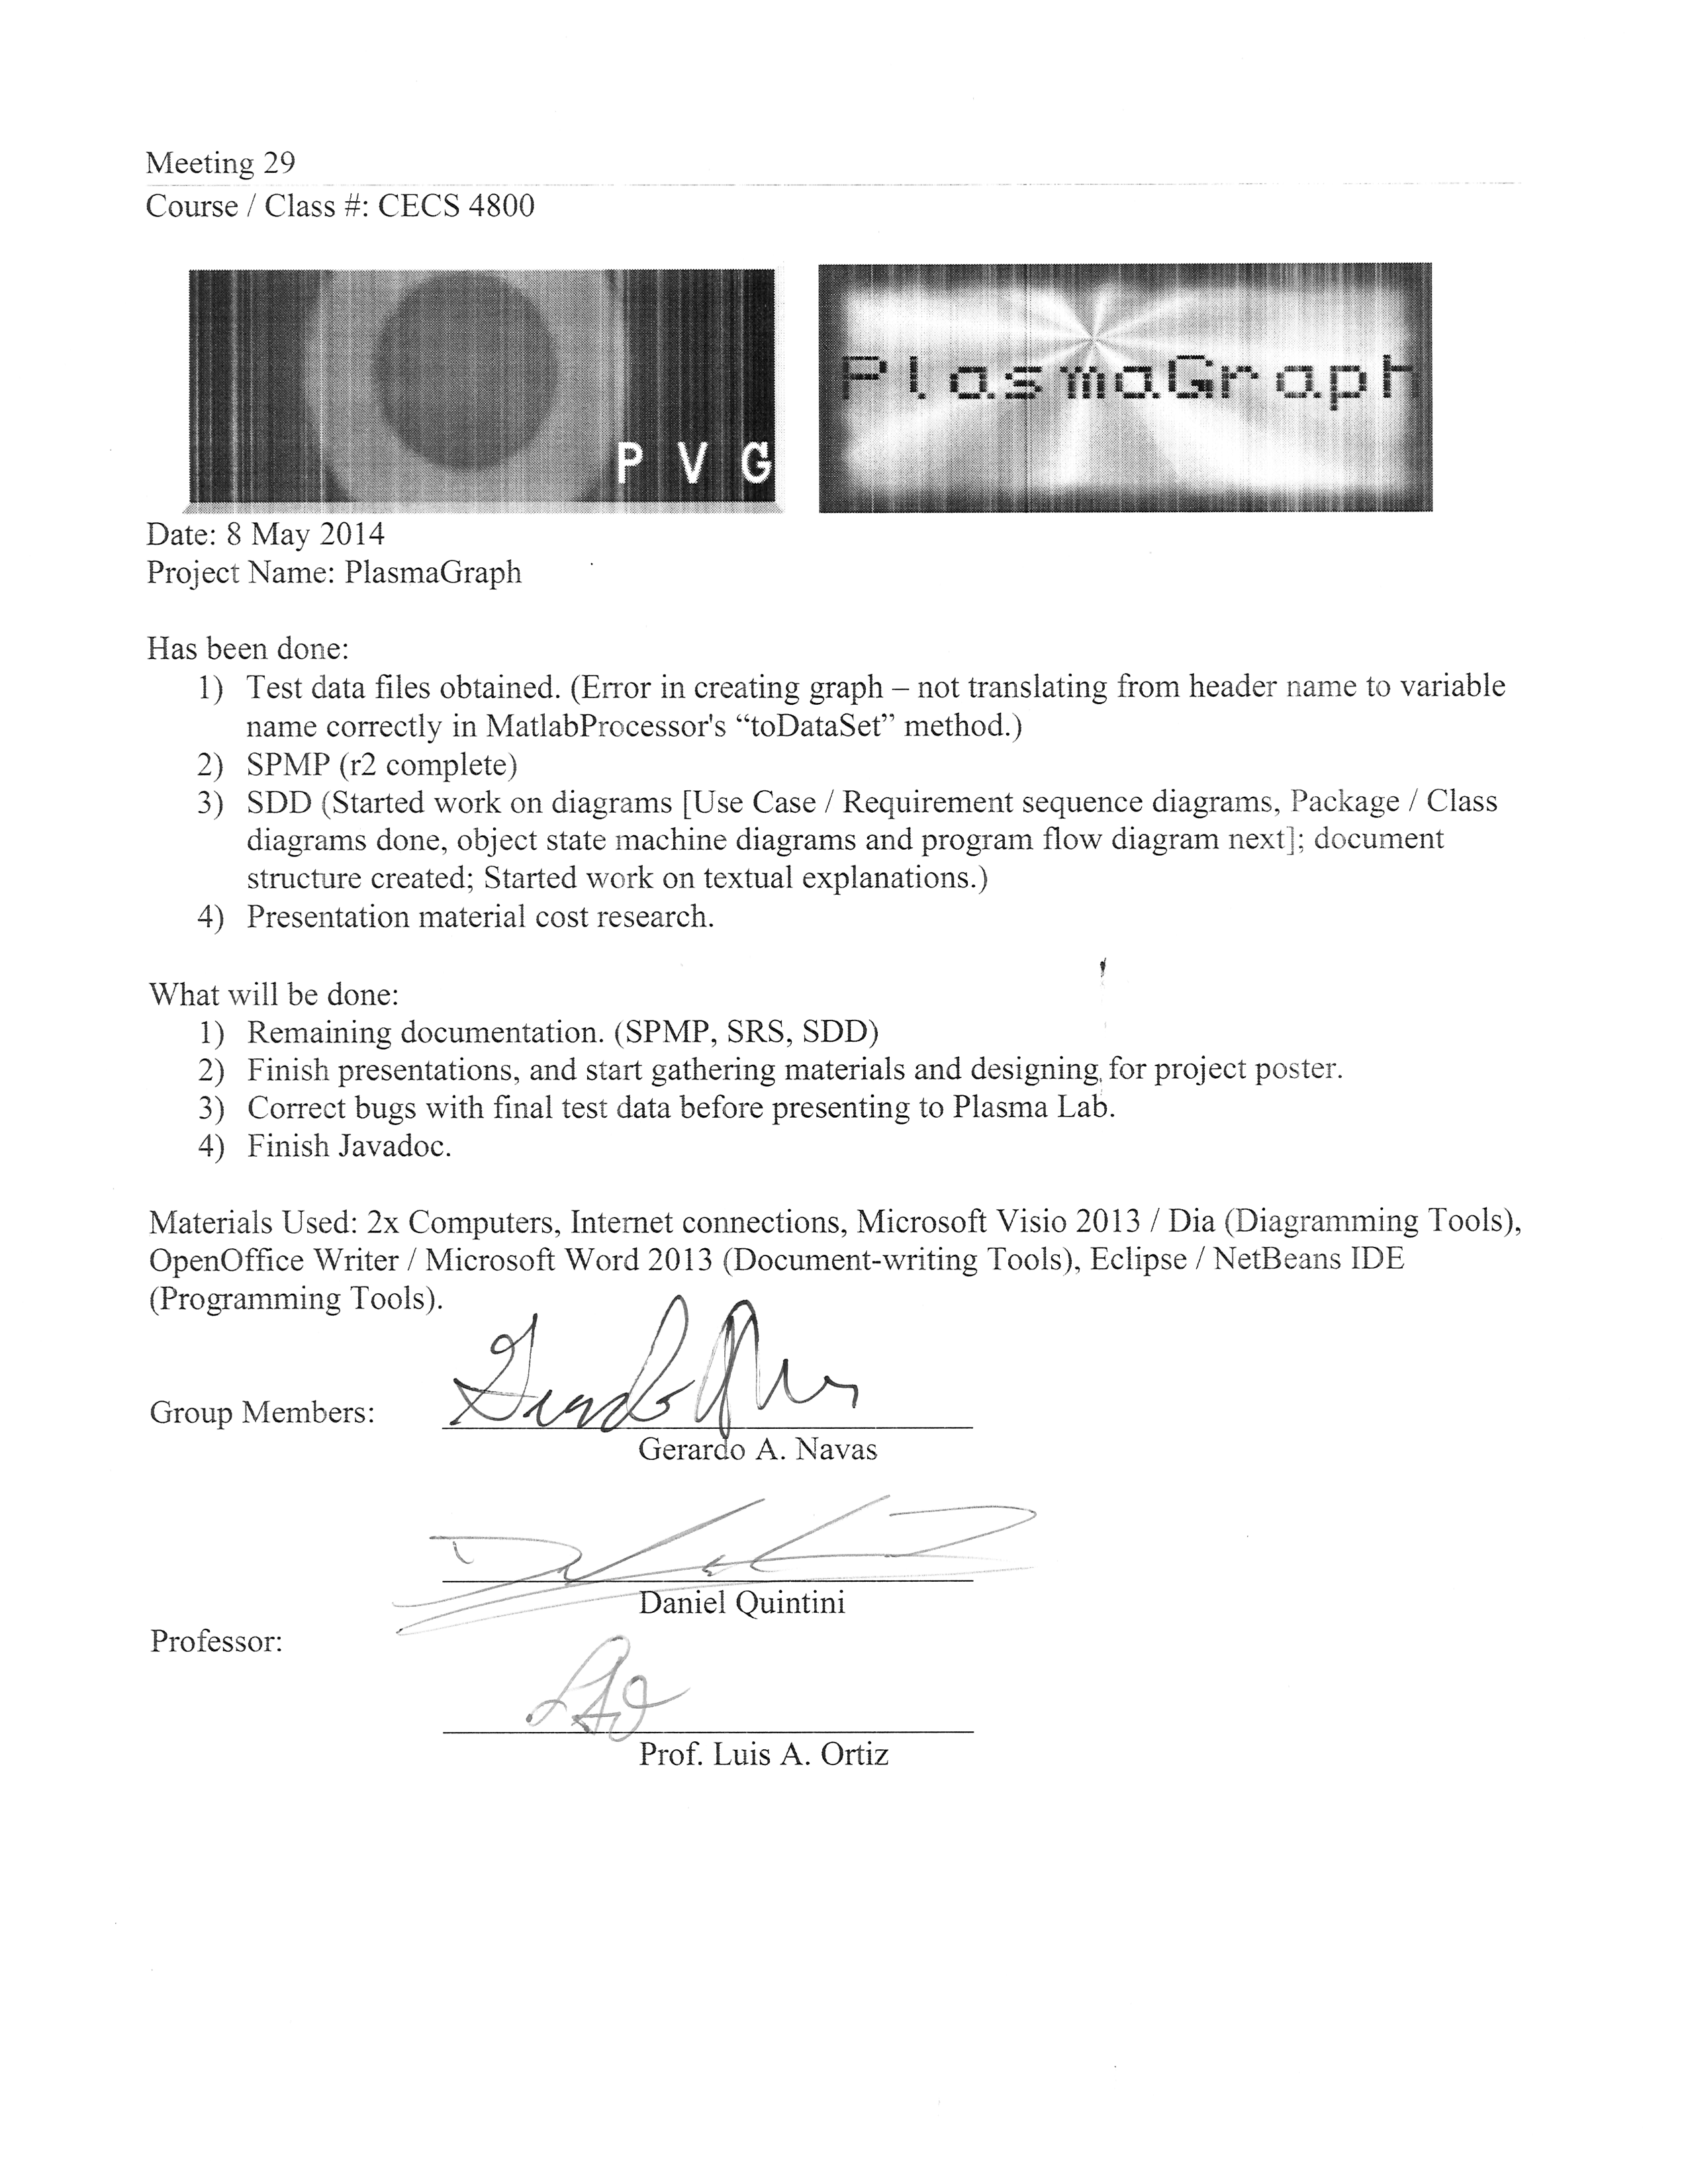 Meeting 29
Course / Class #: CECS 4800
P V G
PlasmaGraph
Date: 8 May 2014
Project Name: PlasmaGraph
Has been done:
1) Test data files obtained. (Error in creating graph – not translating from header name to variable
name correctly in MatlabProcessor's “toDataSet” method.)
2) SPMP (r2 complete)
3) SDD (Started work on diagrams [Use Case / Requirement sequence diagrams, Package / Class
diagrams done, object state machine diagrams and program flow diagram next]; document
structure created; Started work on textual explanations.)
4) Presentation material cost research.
What will be done:
1) Remaining documentation. (SPMP, SRS, SDD)
2) Finish presentations, and start gathering materials and designing for project poster.
3) Correct bugs with final test data before presenting to Plasma Lab.
4) Finish Javadoc.
Materials Used: 2x Computers, Internet connections, Microsoft Visio 2013 / Dia (Diagramming Tools),
OpenOffice Writer / Microsoft Word 2013 (Document-writing Tools), Eclipse / NetBeans IDE
(Programming Tools).
Group Members:
Gerardo A. Navas
Daniel Quintini
Professor:
Prof. Luis A. Ortiz